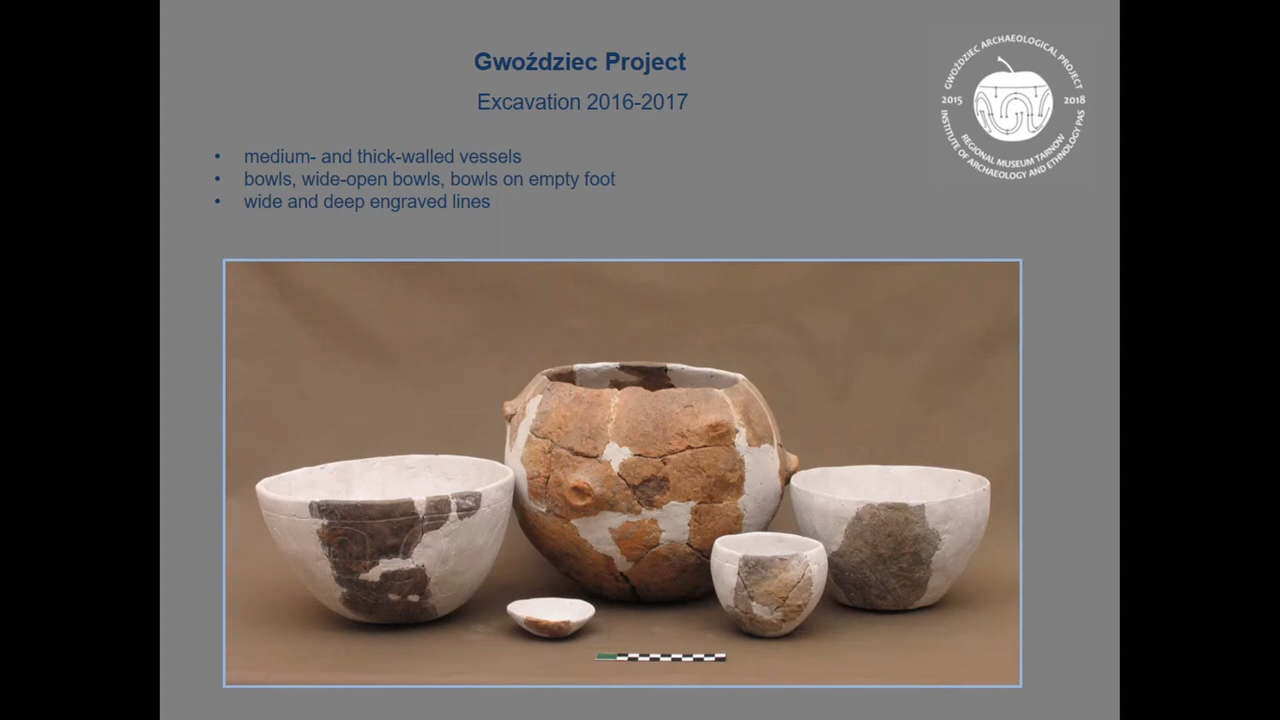 Gwoździec Project
Excavation 2016-2017
GWOŹDZIEC ARCHAEOLOGICAL PROJECT
2015
2018
REGIONAL MUSEUM TARNOW
INSTITUTE OF ARCHAEOLOGY AND ETHNOLOGY PAS
• medium- and thick-walled vessels
• bowls, wide-open bowls, bowls on empty foot
• wide and deep engraved lines